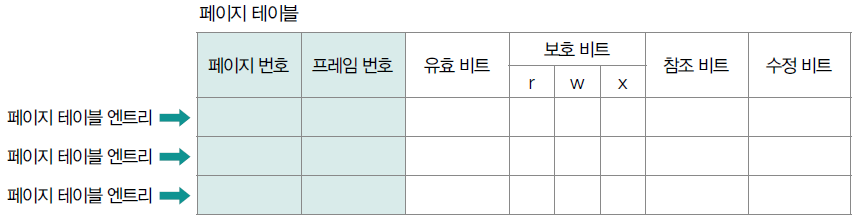 페이지 테이블
페이지 번호 프레임 번호 유효 비트 보호 비트 참조 비트 수정 비트
r w x
페이지 테이블 엔트리
페이지 테이블 엔트리
페이지 테이블 엔트리